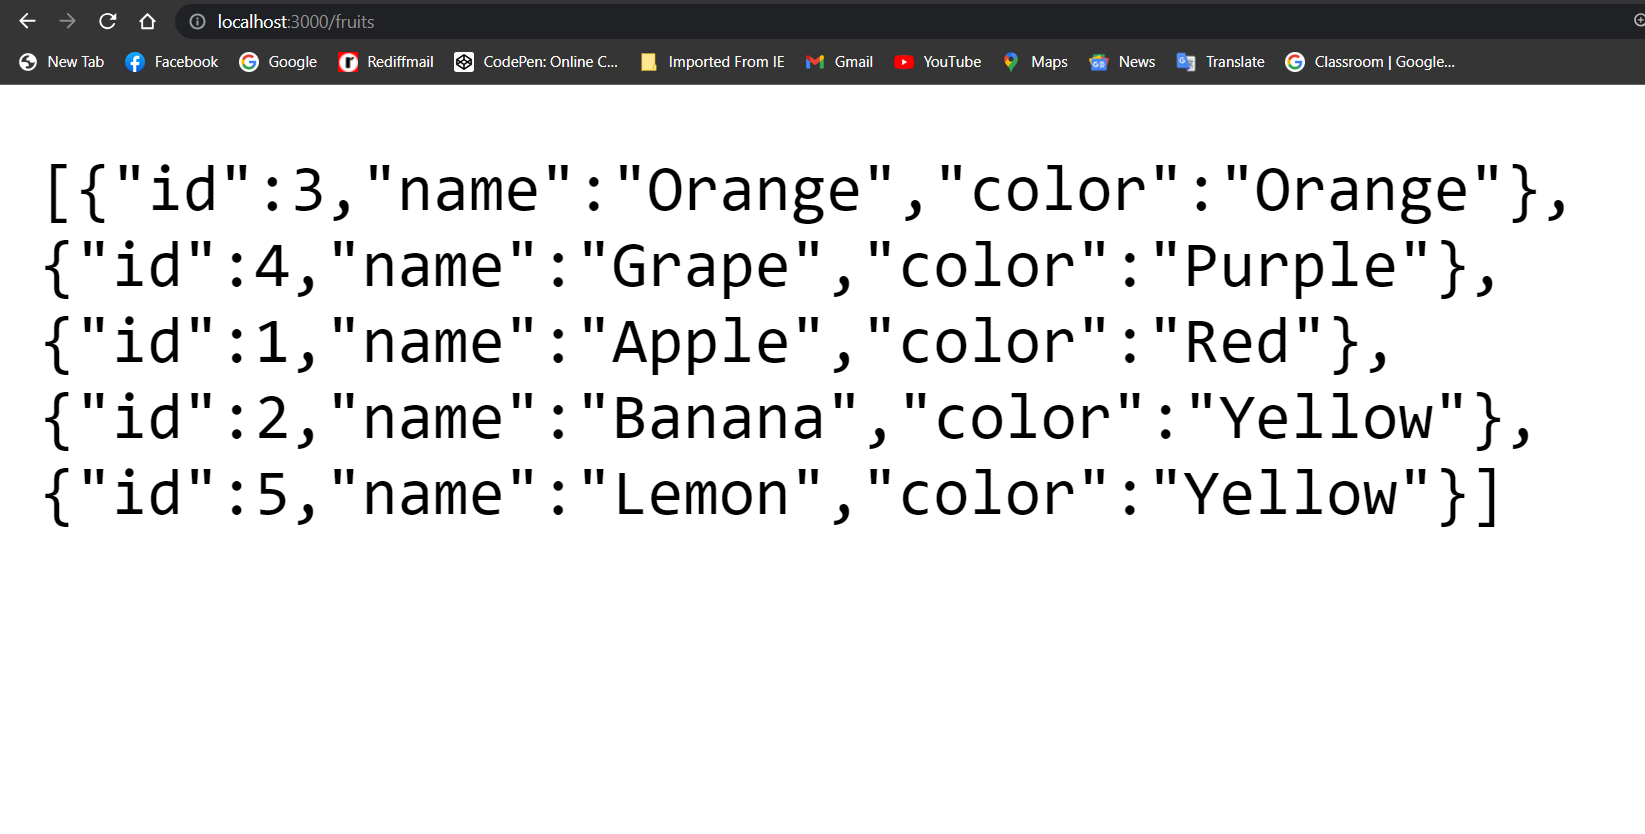 localhost:3000/fruits
New Tab Facebook Google Rediffmail CodePen: Online C... Imported From IE Gmail YouTube Maps News Translate Classroom | Google...
[{"id":3,"name":"Orange","color":"Orange"},
{"id":4,"name":"Grape","color":"Purple"},
{"id":1,"name":"Apple","color":"Red"},
{"id":2,"name":"Banana","color":"Yellow"},
{"id":5,"name":"Lemon","color":"Yellow"}]